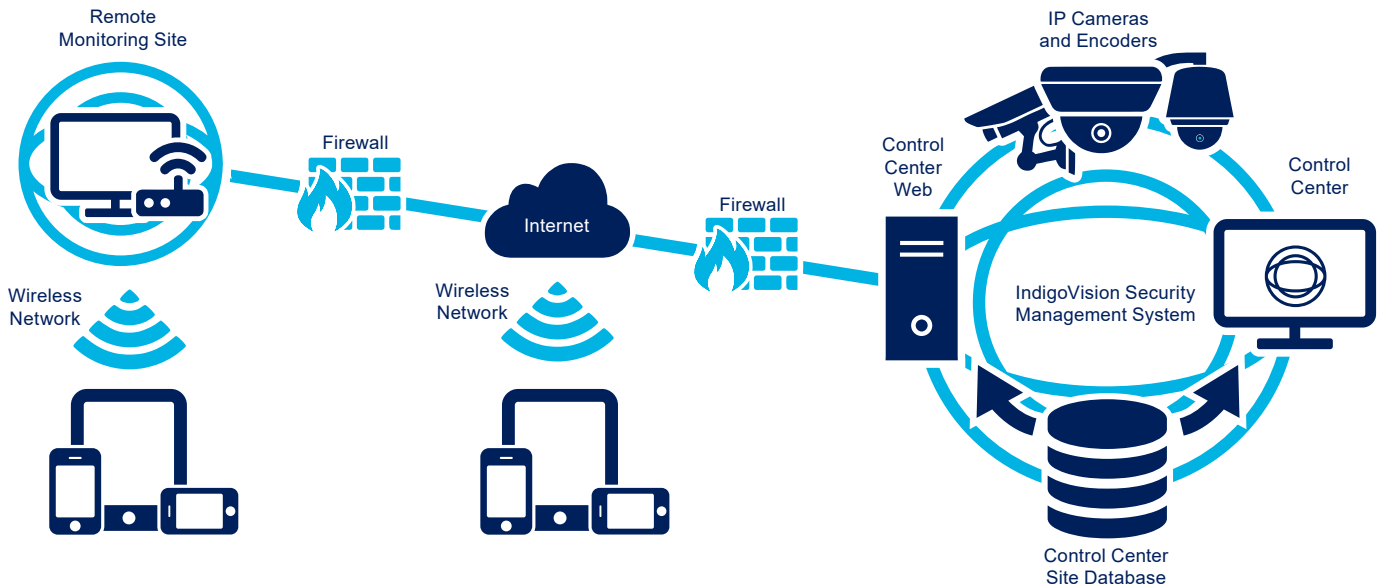 Remote
Monitoring Site
IP Cameras
and Encoders
Firewall
Control
Center
Web
Control
Center
Firewall
Internet
Wireless
Network
Wireless
Network
IndigoVision Security
Management System
Control Center
Site Database